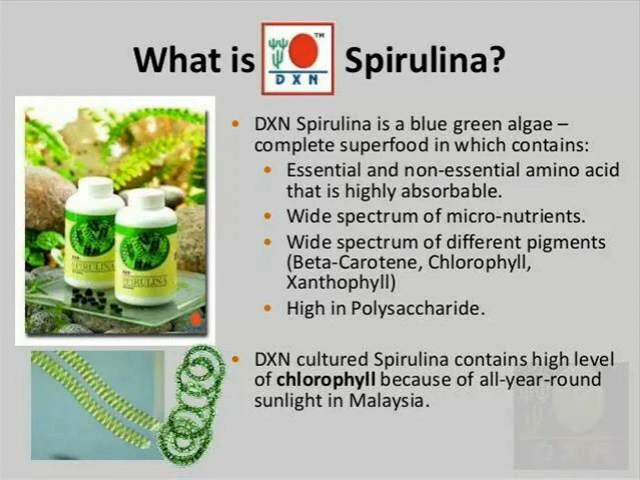 What is DXN Spirulina?
TM
DXN Spirulina is a blue green algae –
complete superfood in which contains:
Essential and non-essential amino acid
that is highly absorbable.
Wide spectrum of micro-nutrients.
Wide spectrum of different pigments
(Beta-Carotene, Chlorophyll,
Xanthophyll)
High in Polysaccharide.
SPIRULINA
SPIRULINA
DXN cultured Spirulina contains high level
of chlorophyll because of all-year-round
sunlight in Malaysia.
DXN